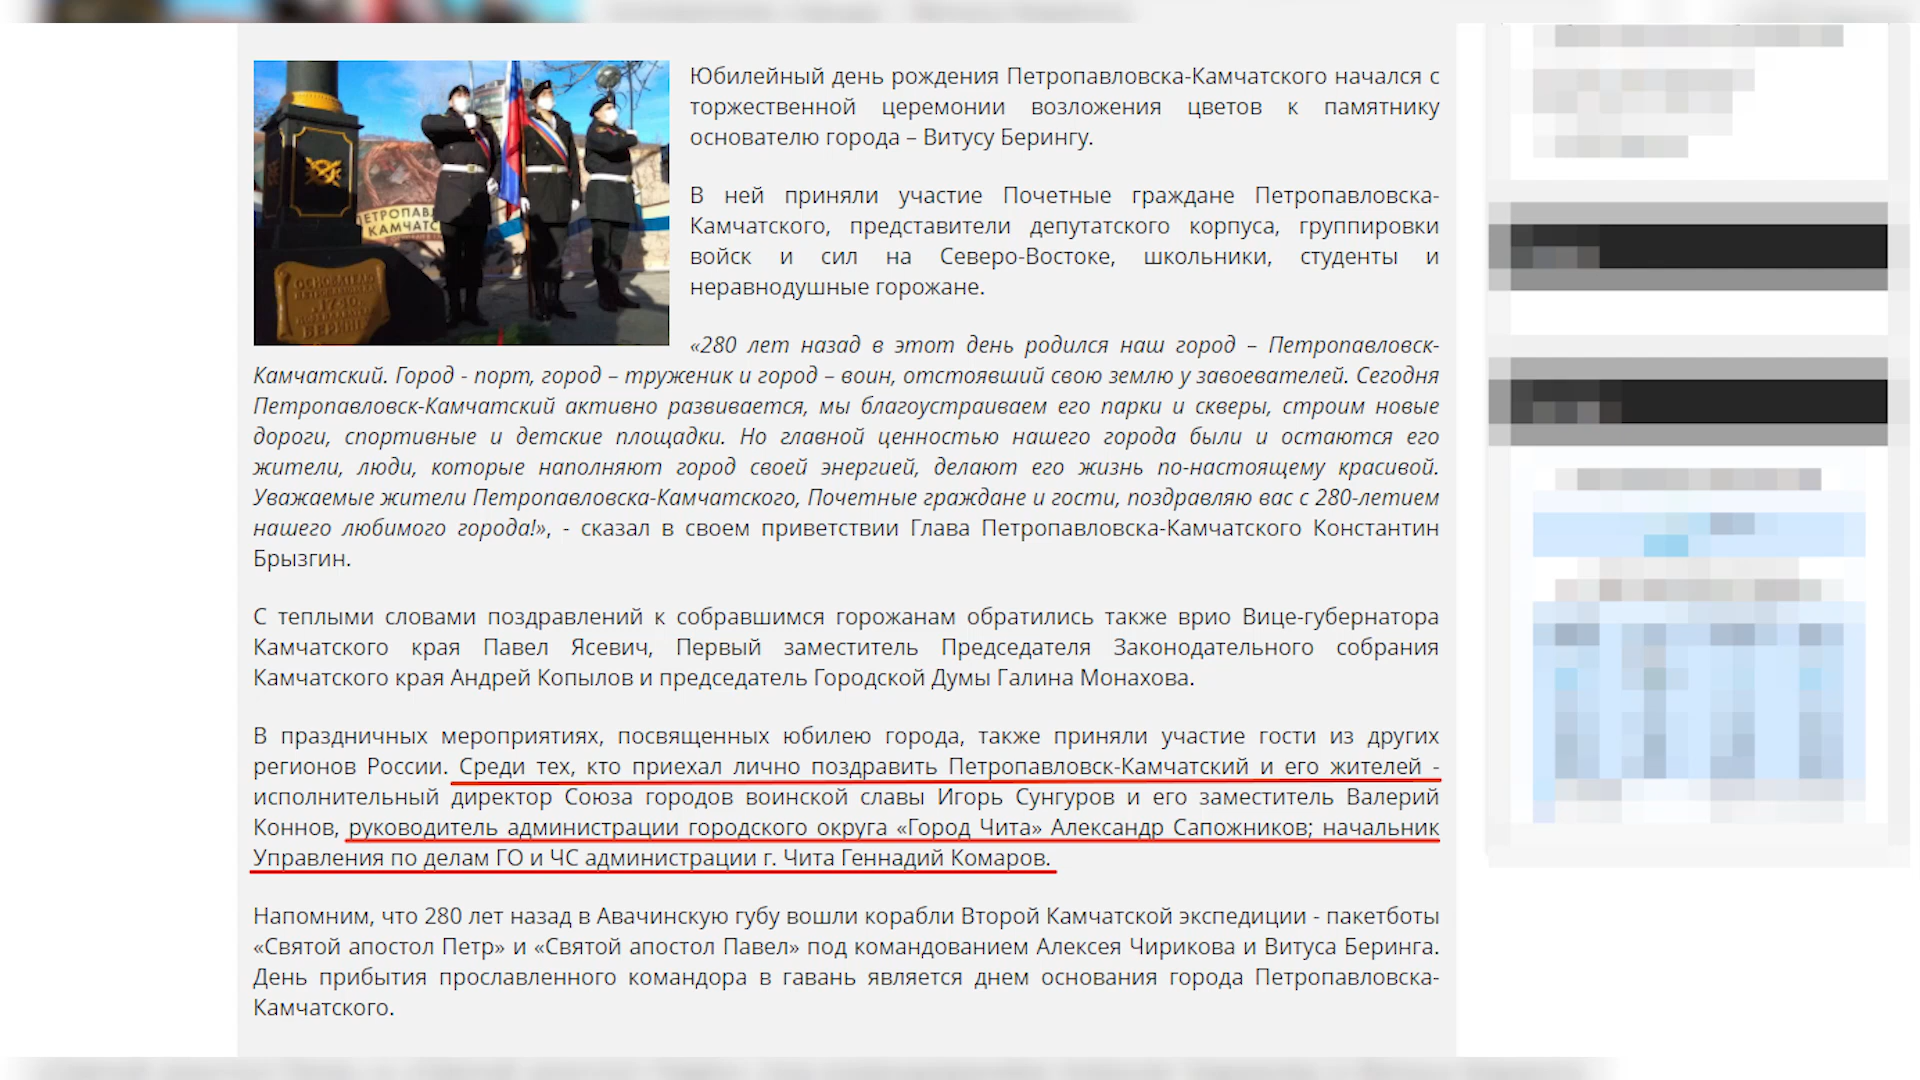 Юбилейный день рождения Петропавловска-Камчатского начался с
торжественной церемонии возложения цветов к памятнику
основателю города – Витусу Берингу.
В ней приняли участие Почетные граждане Петропавловска-
Камчатского, представители депутатского корпуса, группировки
войск и сил на Северо-Востоке, школьники, студенты и
неравнодушные горожане.
«280 лет назад в этот день родился наш город – Петропавловск-
Камчатский. Город - порт, город – труженик и город – воин, отстоявший свою землю у завоевателей. Сегодня
Петропавловск-Камчатский активно развивается, мы благоустраиваем его парки и скверы, строим новые
дороги, спортивные и детские площадки. Но главной ценностью нашего города были и остаются его
жители, люди, которые наполняют город своей энергией, делают его жизнь по-настоящему красивой.
Уважаемые жители Петропавловска-Камчатского, Почетные граждане и гости, поздравляю вас с 280-летием
нашего любимого города!», - сказал в своем приветствии Глава Петропавловска-Камчатского Константин
Брызгин.
С теплыми словами поздравлений к собравшимся горожанам обратились также врио Вице-губернатора
Камчатского края Павел Ясевич, Первый заместитель Председателя Законодательного собрания
Камчатского края Андрей Копылов и председатель Городской Думы Галина Монахова.
В праздничных мероприятиях, посвященных юбилею города, также приняли участие гости из других
регионов России. Среди тех, кто приехал лично поздравить Петропавловск-Камчатский и его жителей -
исполнительный директор Союза городов воинской славы Игорь Сунгуров и его заместитель Валерий
Коннов, руководитель администрации городского округа «Город Чита» Александр Сапожников; начальник
Управления по делам ГО и ЧС администрации г. Чита Геннадий Комаров.
Напомним, что 280 лет назад в Авачинскую губу вошли корабли Второй Камчатской экспедиции - пакетботы
«Святой апостол Петр» и «Святой апостол Павел» под командованием Алексея Чирикова и Витуса Беринга.
День прибытия прославленного командора в гавань является днем основания города Петропавловска-
Камчатского.